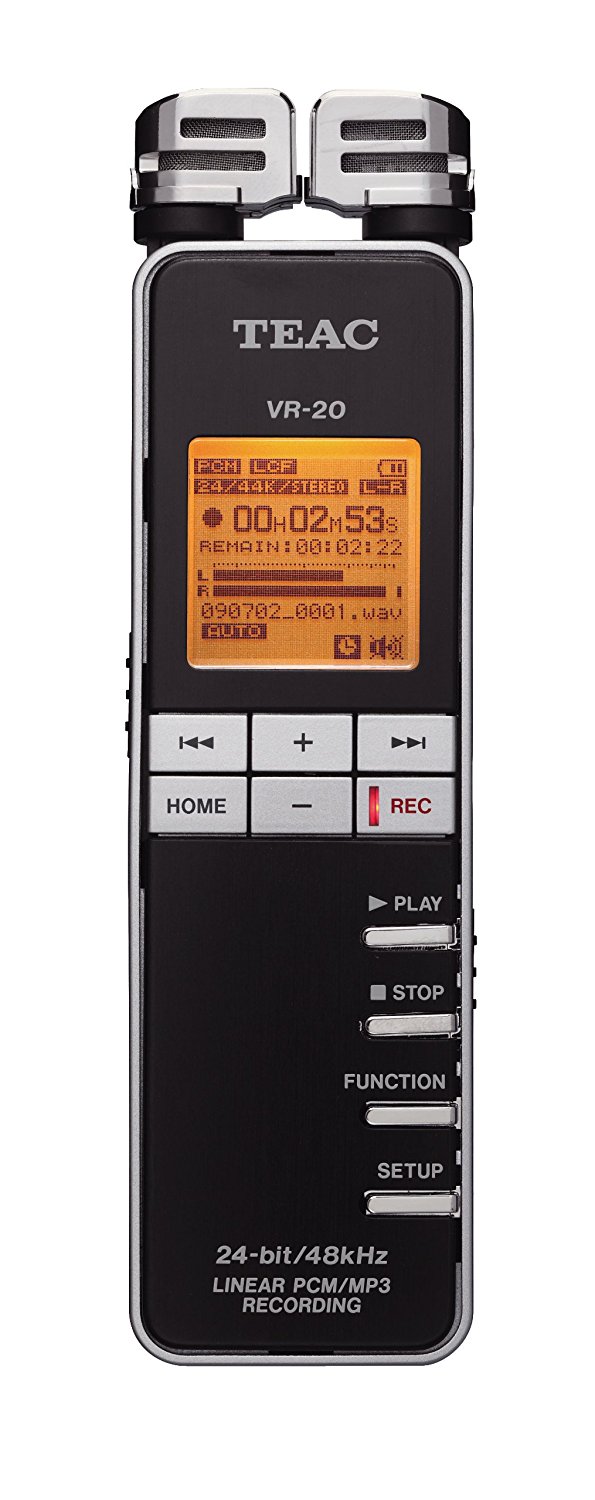 TEAC
VR-20
PCM LCF
24/44K/STEREO L-R
00H02M53S
REMAIN:00:02:22
L
R
090702_0001.wav
AUTO
+
HOME − REC
PLAY
STOP
FUNCTION
SETUP
24-bit/48kHz
LINEAR PCM/MP3
RECORDING